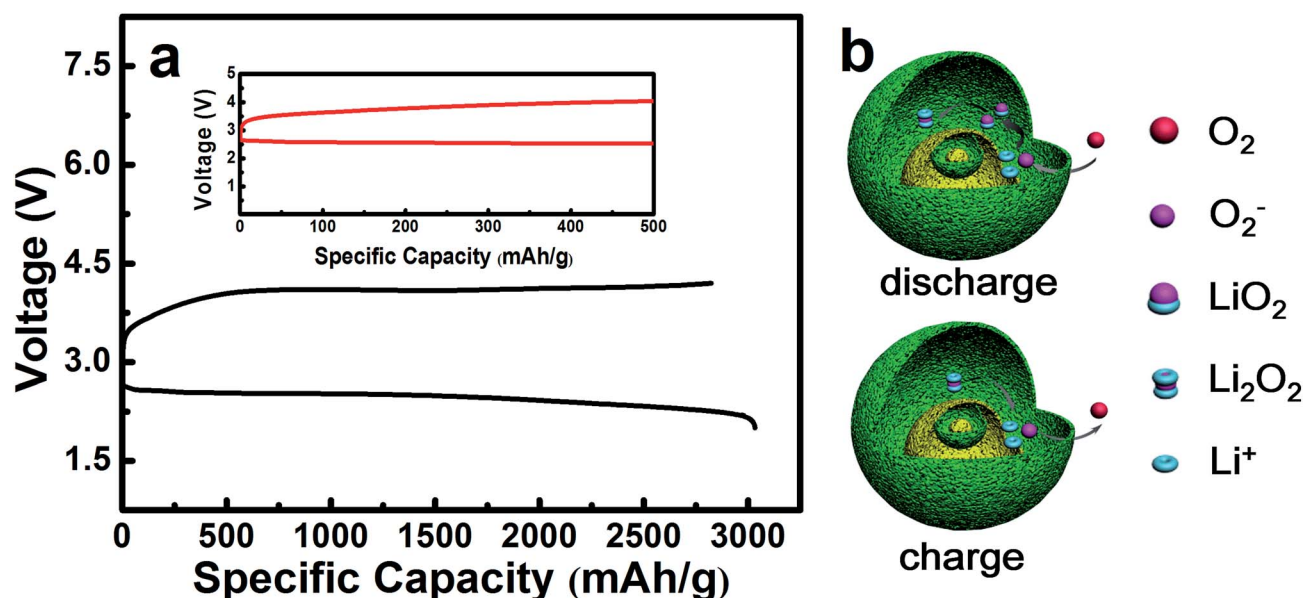 a
Voltage (V)
7.5
6.0
4.5
3.0
1.5
0 500 1000 1500 2000 2500 3000
Specific Capacity (mAh/g)
Voltage (V)
5
4
3
2
1
0 100 200 300 400 500
Specific Capacity (mAh/g)
b
discharge
charge
O₂
O₂⁻
LiO₂
Li₂O₂
Li⁺